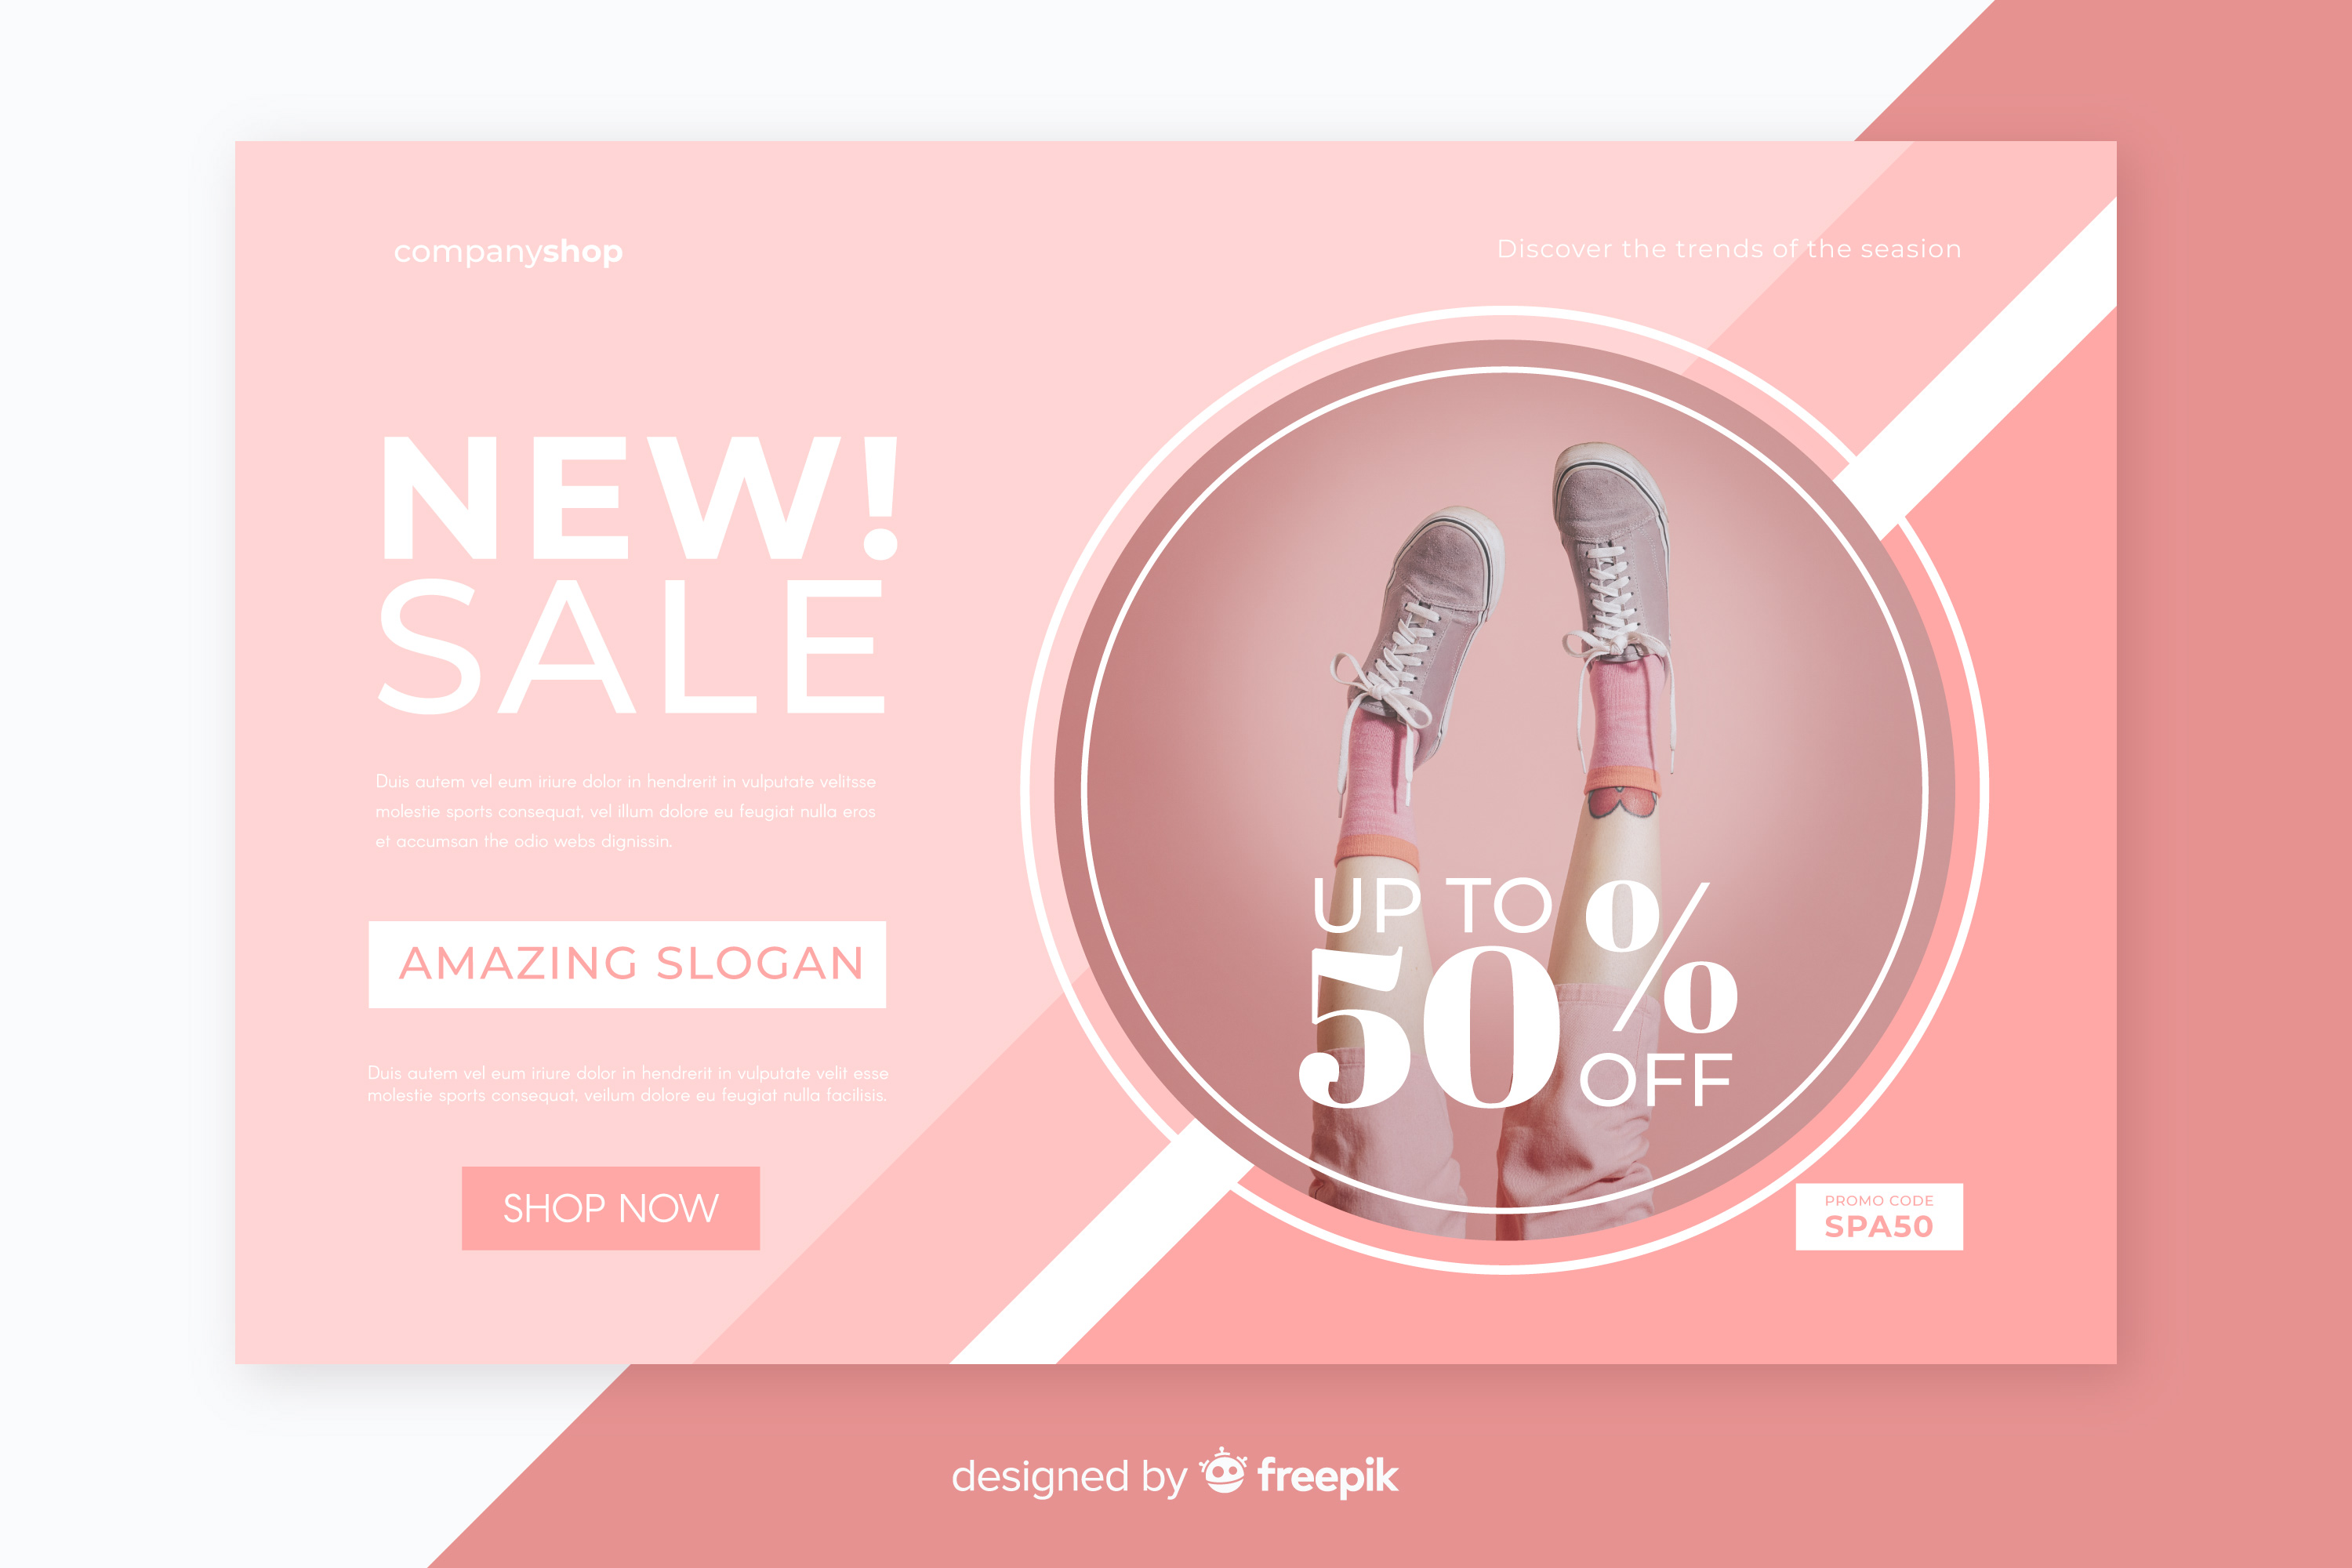 companyshop
Discover the trends of the seasion
NEW!
SALE
Duis autem vel eum iriure dolor in hendrerit in vulputate velitsse
molestie sports consequat, vel illum dolore eu feugiat nulla eros
et accumsan the odio webs dignissin.
AMAZING SLOGAN
Duis autem vel eum iriure dolor in hendrerit in vulputate velit esse
molestie sports consequat, veilum dolore eu feugiat nulla facilisis.
SHOP NOW
UP TO
50%
OFF
PROMO CODE
SPA50
designed by freepik